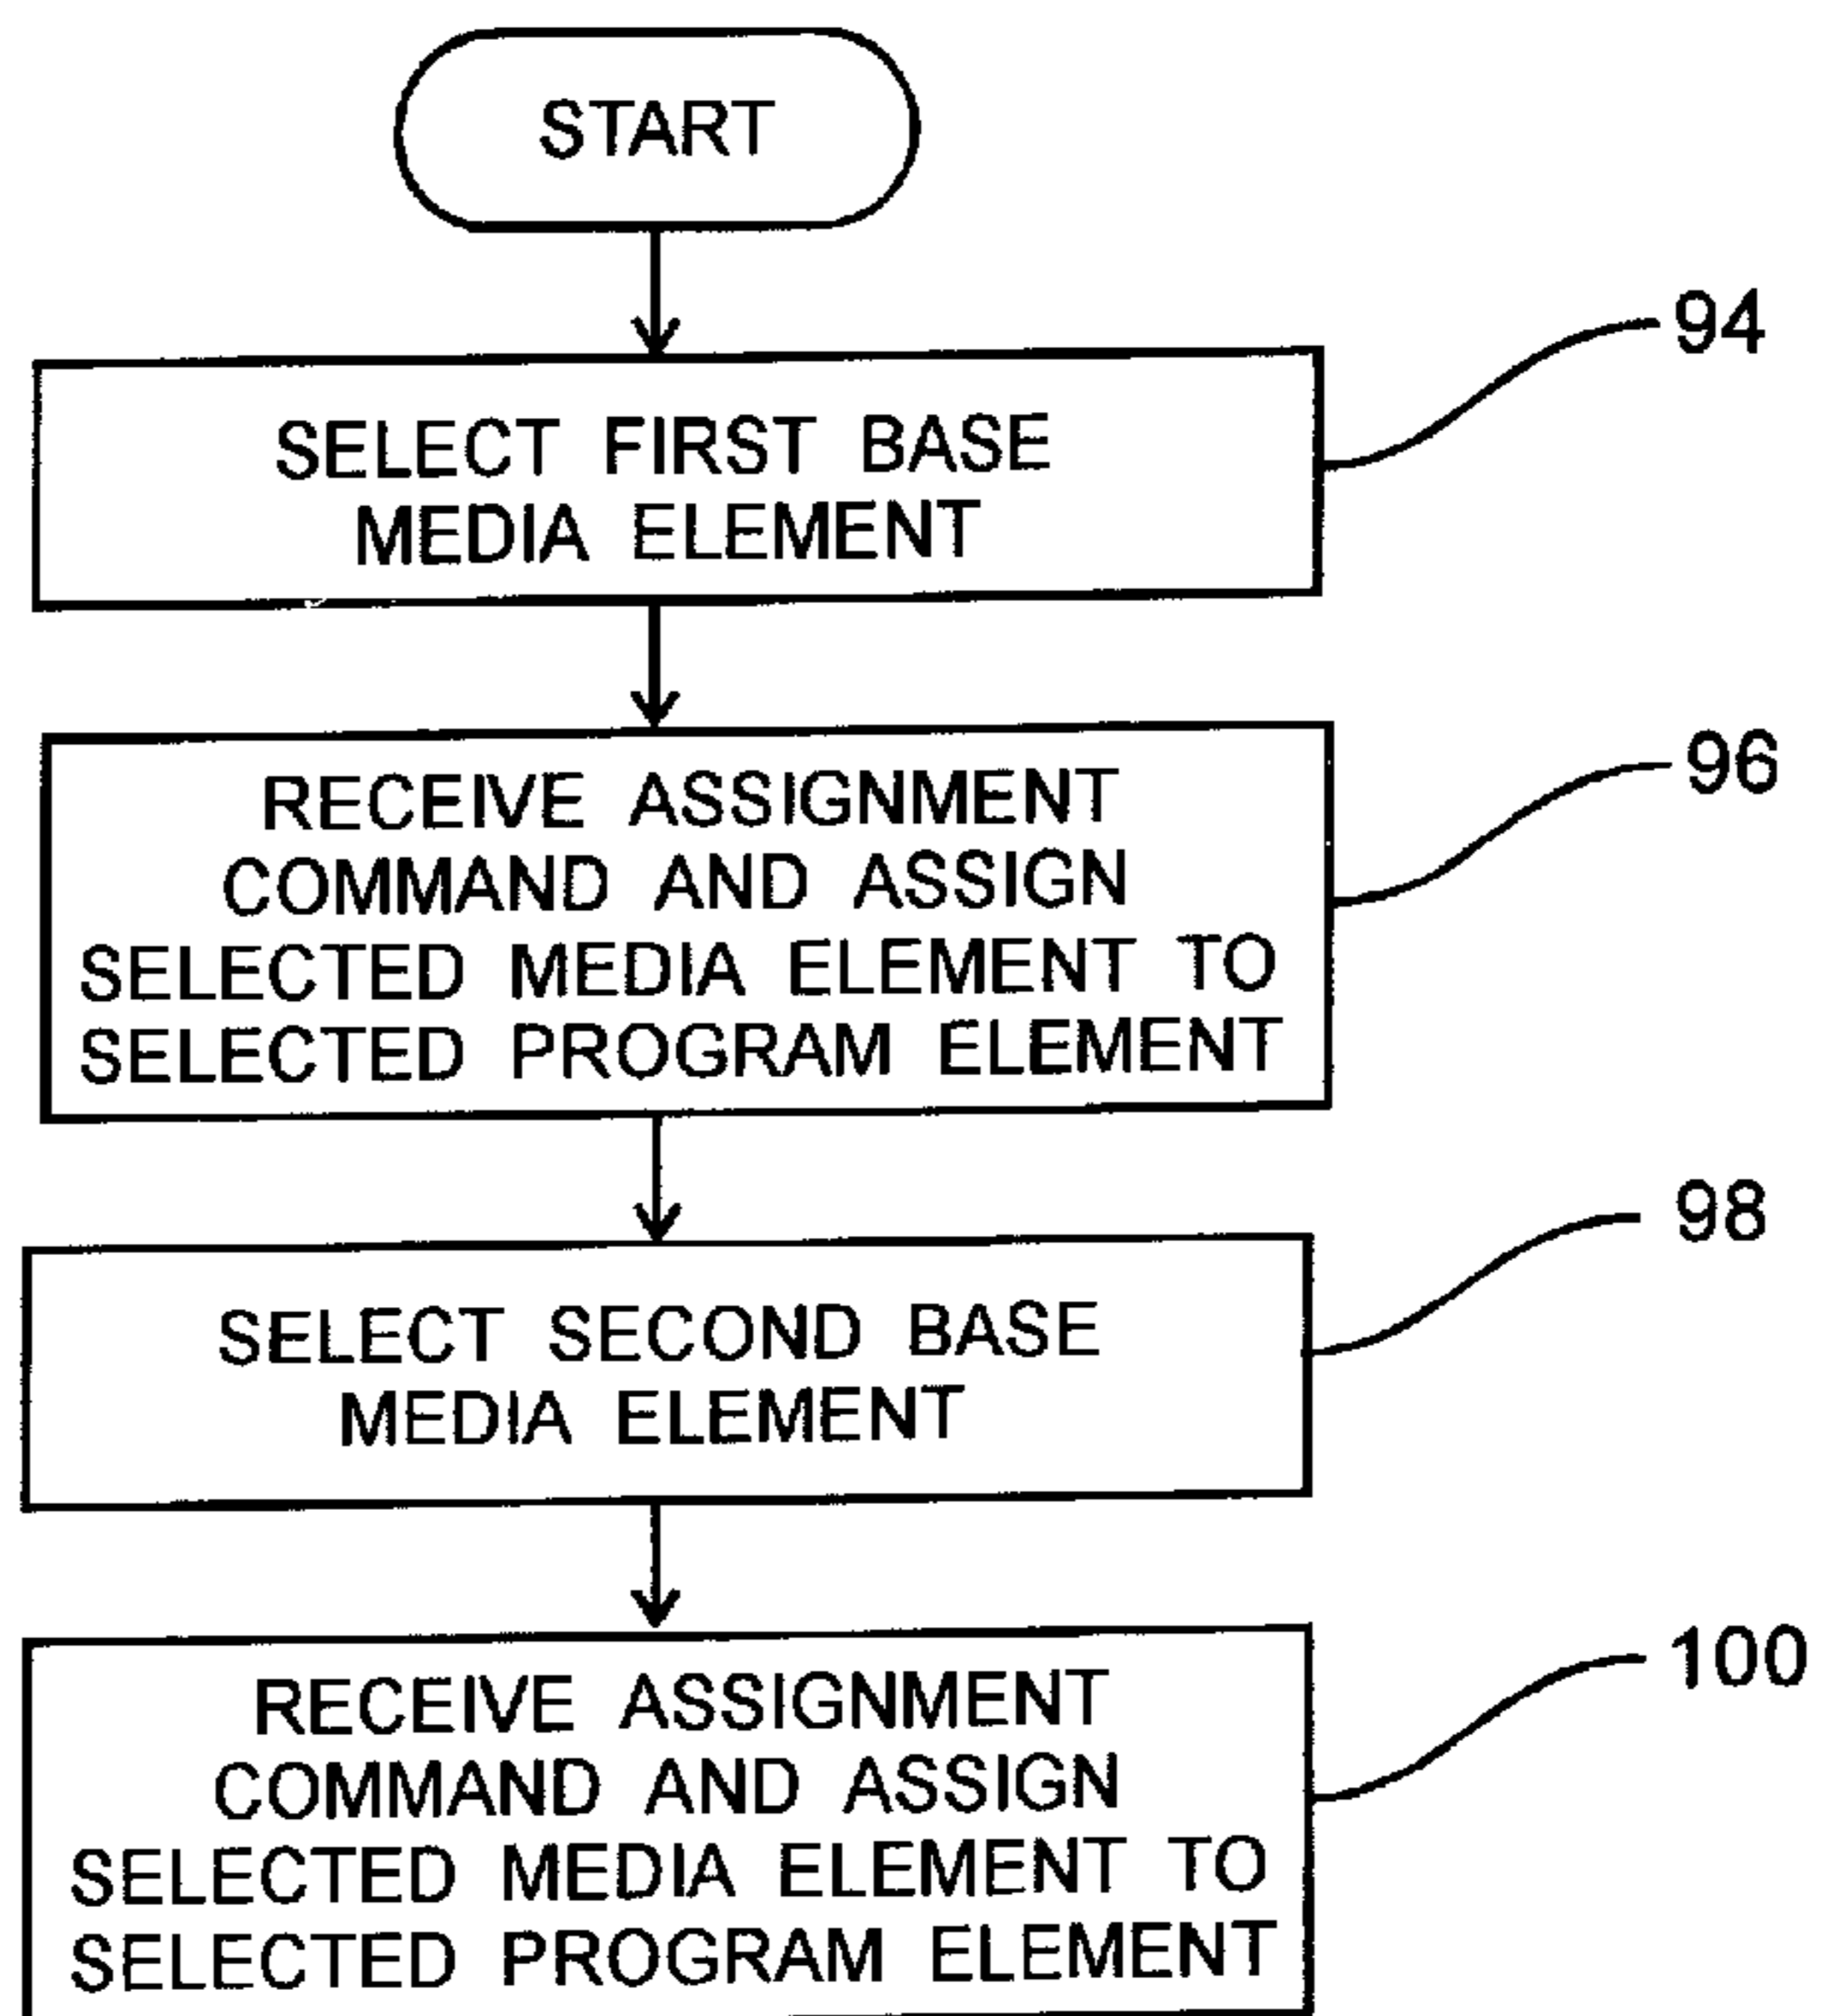 START
94
SELECT FIRST BASE
MEDIA ELEMENT
96
RECEIVE ASSIGNMENT
COMMAND AND ASSIGN
SELECTED MEDIA ELEMENT TO
SELECTED PROGRAM ELEMENT
98
SELECT SECOND BASE
MEDIA ELEMENT
100
RECEIVE ASSIGNMENT
COMMAND AND ASSIGN
SELECTED MEDIA ELEMENT TO
SELECTED PROGRAM ELEMENT